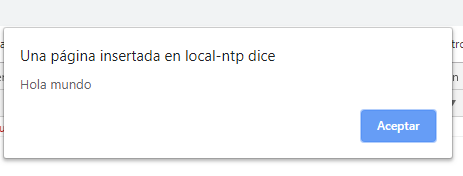 Una página insertada en local-ntp dice
Hola mundo
Aceptar